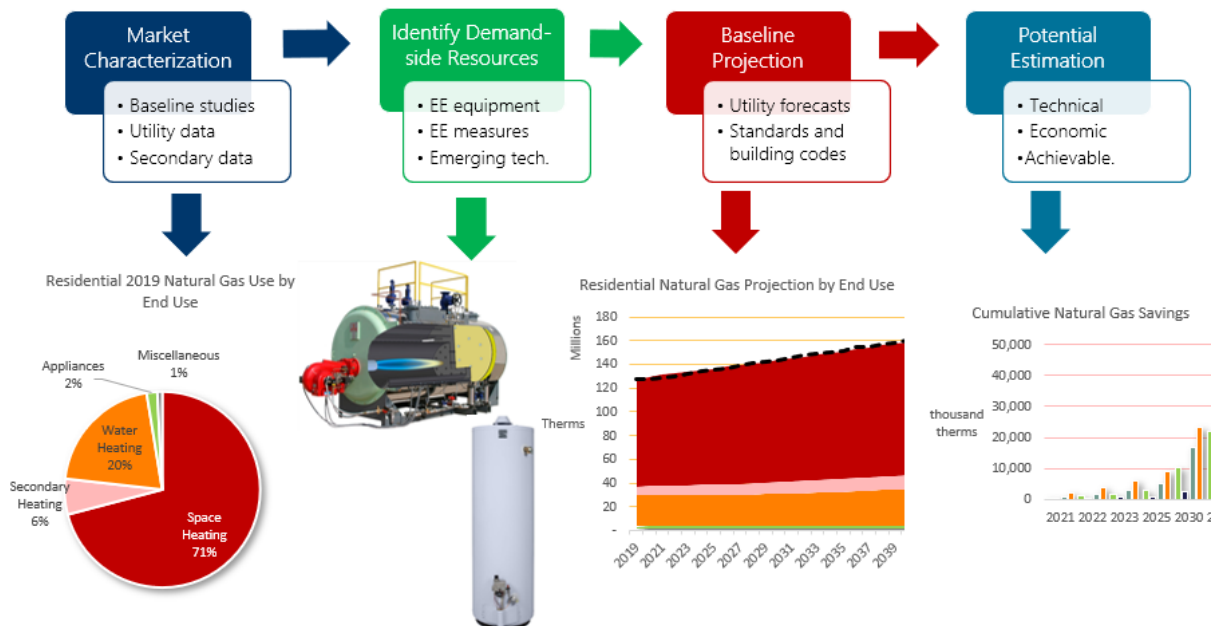 Market
Characterization
• Baseline studies
• Utility data
• Secondary data
Identify Demand-
side Resources
• EE equipment
• EE measures
• Emerging tech.
Baseline
Projection
• Utility forecasts
• Standards and
building codes
Potential
Estimation
• Technical
• Economic
•Achievable.
Residential 2019 Natural Gas Use by
End Use
Miscellaneous
1%
Appliances
2%
Water
Heating
20%
Secondary
Heating
6%
Space
Heating
71%
Residential Natural Gas Projection by End Use
Millions
Therms
180
160
140
120
100
80
60
40
20
-
2019
2021
2023
2025
2027
2029
2031
2033
2035
2037
2039
Cumulative Natural Gas Savings
thousand
therms
50,000
40,000
30,000
20,000
10,000
0
2021 2022 2023 2025 2030 2